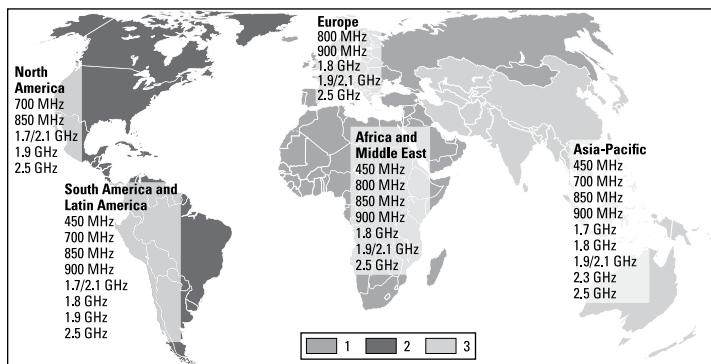 North
America
700 MHz
850 MHz
1.7/2.1 GHz
1.9 GHz
2.5 GHz
South America and
Latin America
450 MHz
700 MHz
850 MHz
900 MHz
1.7/2.1 GHz
1.8 GHz
1.9 GHz
2.5 GHz
Europe
800 MHz
900 MHz
1.8 GHz
1.9/2.1 GHz
2.5 GHz
Africa and
Middle East
450 MHz
800 MHz
850 MHz
900 MHz
1.8 GHz
1.9/2.1 GHz
2.5 GHz
Asia-Pacific
450 MHz
700 MHz
850 MHz
900 MHz
1.7 GHz
1.8 GHz
1.9/2.1 GHz
2.3 GHz
2.5 GHz
1 2 3